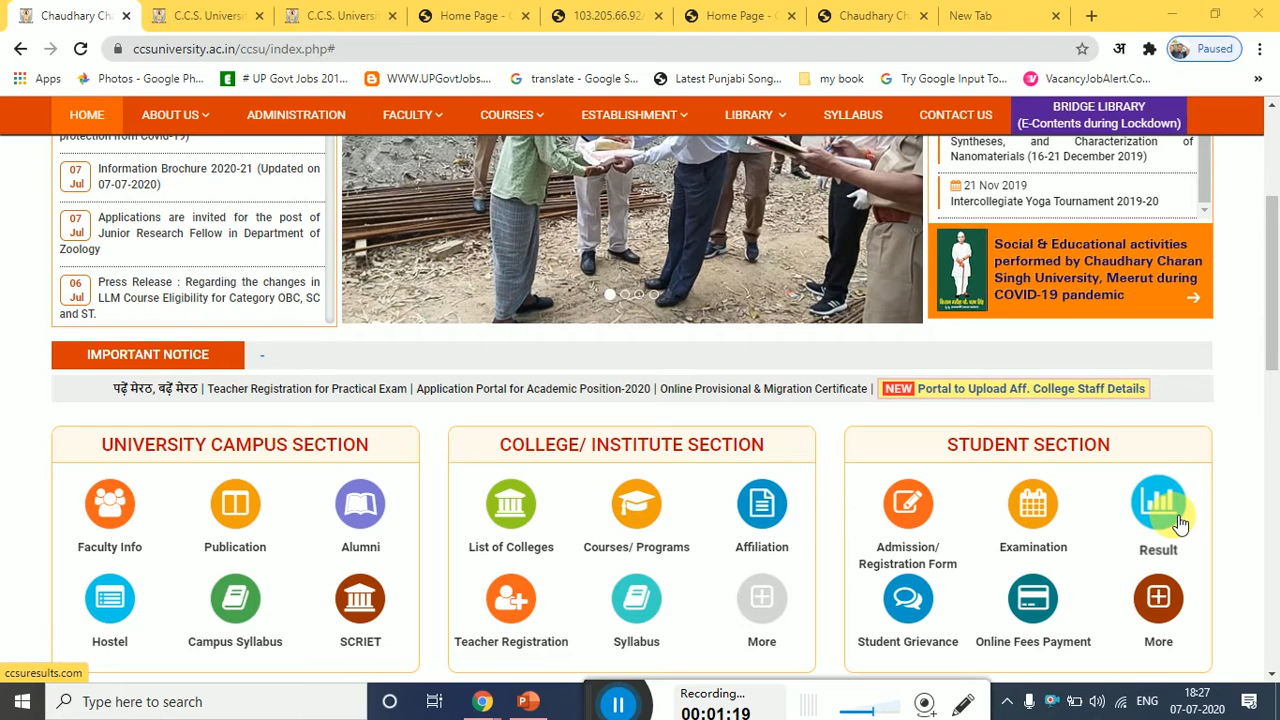 Chaudhary Ch
C.C.S. Universi
C.C.S. Universi
Home Page - C
103.205.66.92/
Home Page - C
Chaudhary Ch
New Tab
ccsuniversity.ac.in/ccsu/index.php#
अ
Paused
Apps
Photos - Google Ph...
# UP Govt Jobs 201...
WWW.UPGovtJobs....
translate - Google S...
Latest Punjabi Song...
my book
Try Google Input To...
VacancyJobAlert.Co...
»
HOME
ABOUT US
ADMINISTRATION
FACULTY
COURSES
ESTABLISHMENT
LIBRARY
SYLLABUS
CONTACT US
BRIDGE LIBRARY
(E-Contents during Lockdown)
protection from Covid-19)
07
Jul
Information Brochure 2020-21 (Updated on
07-07-2020)
07
Jul
Applications are invited for the post of
Junior Research Fellow in Department of
Zoology
06
Jul
Press Release : Regarding the changes in
LLM Course Eligibility for Category OBC, SC
and ST.
Syntheses, and Characterization of
Nanomaterials (16-21 December 2019)
21 Nov 2019
Intercollegiate Yoga Tournament 2019-20
Social & Educational activities
performed by Chaudhary Charan
Singh University, Meerut during
COVID-19 pandemic
IMPORTANT NOTICE
-
पढ़ें मेरठ, बढ़ें मेरठ | Teacher Registration for Practical Exam | Application Portal for Academic Position-2020 | Online Provisional & Migration Certificate | NEW Portal to Upload Aff. College Staff Details
UNIVERSITY CAMPUS SECTION
Faculty Info
Publication
Alumni
Hostel
Campus Syllabus
SCRIET
COLLEGE/ INSTITUTE SECTION
List of Colleges
Courses/ Programs
Affiliation
Teacher Registration
Syllabus
More
STUDENT SECTION
Admission/
Registration Form
Examination
Result
Student Grievance
Online Fees Payment
More
ccsuresults.com
Type here to search
Recording...
00:01:19
ENG
18:27
07-07-2020